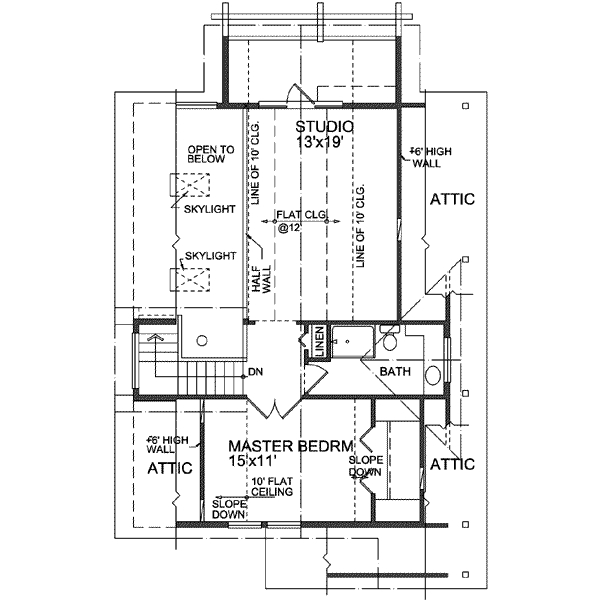 STUDIO
13'x19'
OPEN TO
BELOW
LINE OF 10' CLG.
6' HIGH
WALL
SKYLIGHT
ATTIC
FLAT CLG.
@12'
LINE OF 10' CLG.
SKYLIGHT
HALF
WALL
LINEN
DN
BATH
6' HIGH
WALL
ATTIC
MASTER BEDRM
15'x11'
SLOPE
DOWN
ATTIC
10' FLAT
CEILING
SLOPE
DOWN